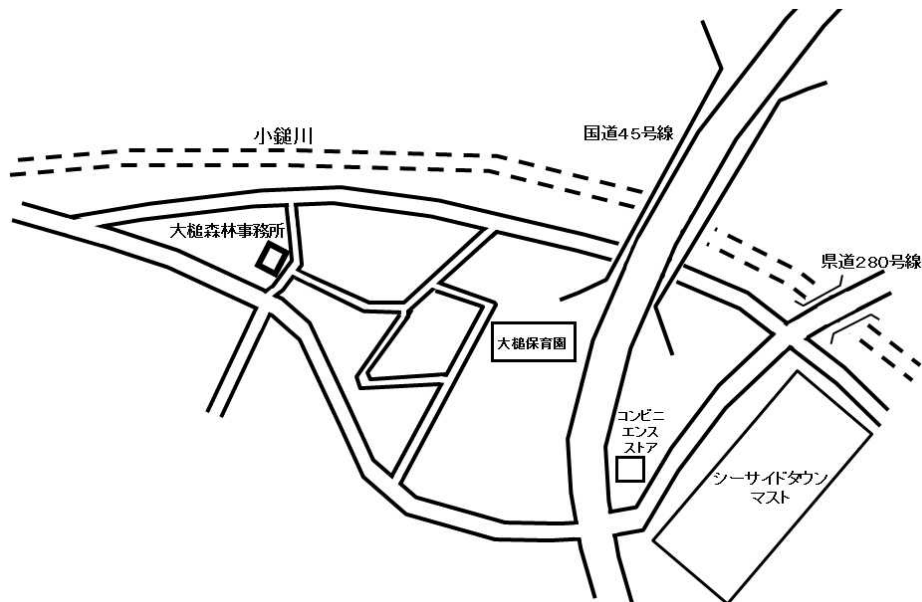 小鎚川
国道45号線
大槌森林事務所
県道280号線
大槌保育園
コンビニ
エンス
ストア
シーサイドタウン
マスト